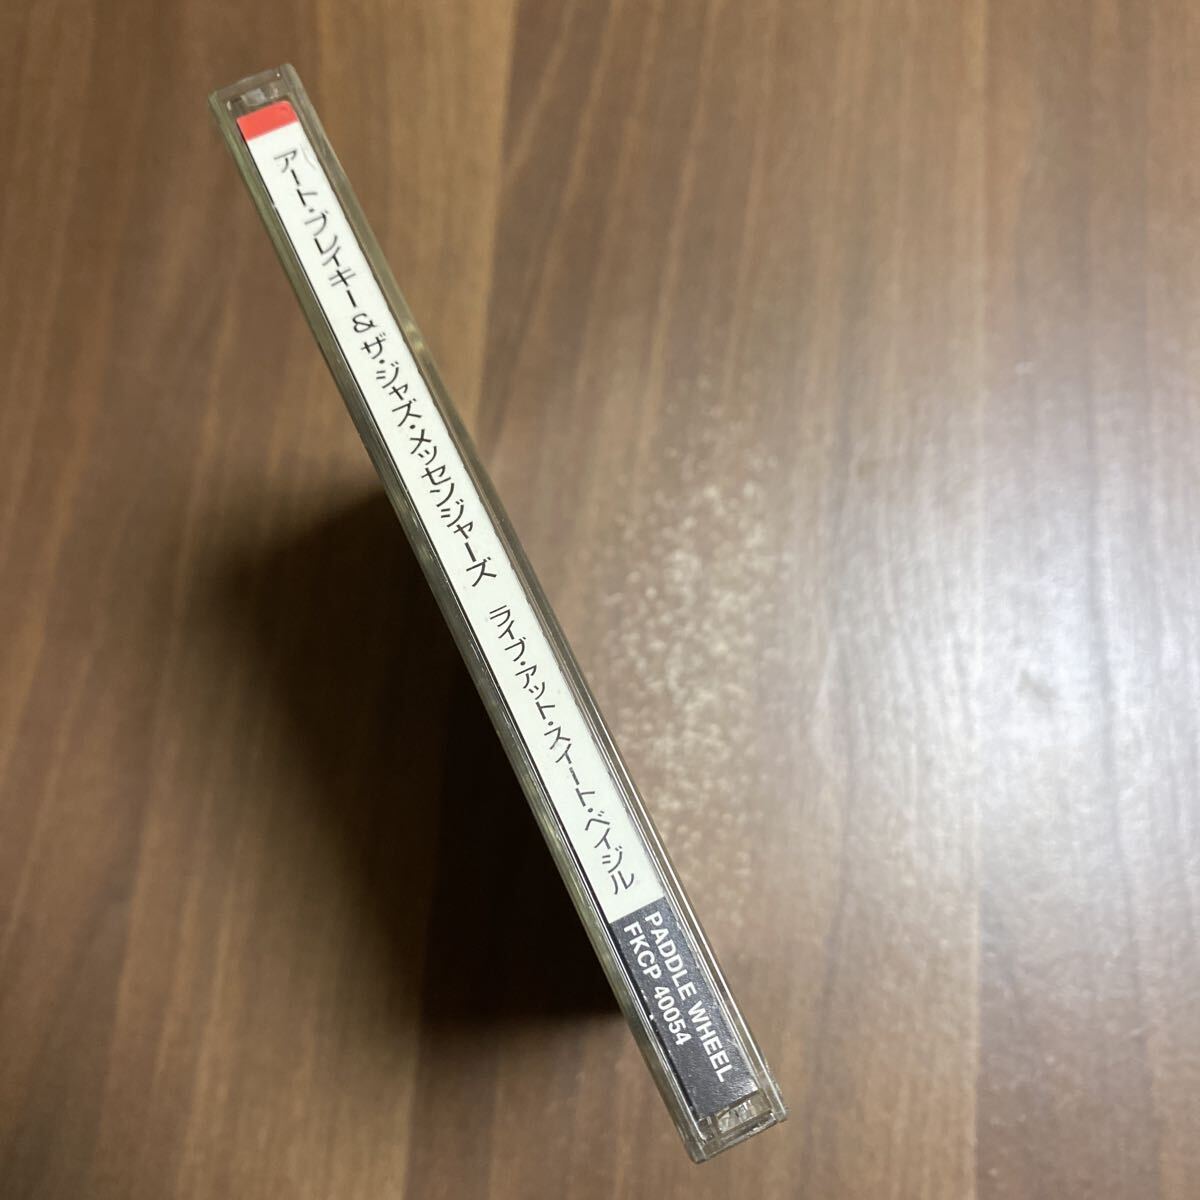 アート・ブレイキー&ザ・ジャズ・メッセンジャーズ ライブ・アット・スイート・ベイジル
PADDLE WHEEL
FKCP 40054